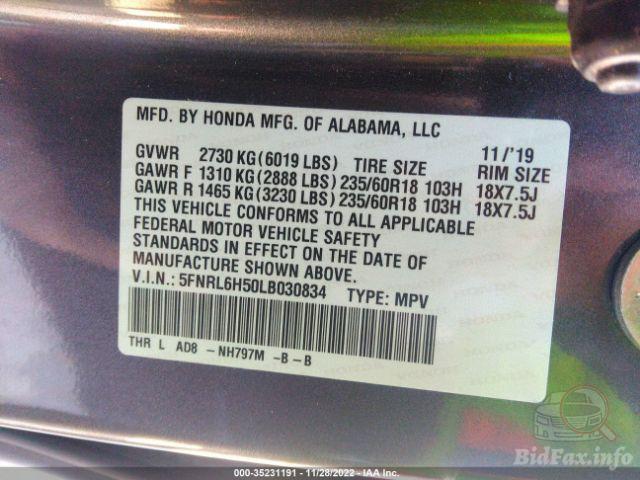 MFD. BY HONDA MFG. OF ALABAMA, LLC
GVWR 2730 KG(6019 LBS) TIRE SIZE 11/'19 RIM SIZE
GAWR F 1310 KG(2888 LBS) 235/60R18 103H 18X7.5J
GAWR R 1465 KG(3230 LBS) 235/60R18 103H 18X7.5J
THIS VEHICLE CONFORMS TO ALL APPLICABLE
FEDERAL MOTOR VEHICLE SAFETY
STANDARDS IN EFFECT ON THE DATE OF
MANUFACTURE SHOWN ABOVE.
V.I.N.: 5FNRL6H50LB030834 TYPE: MPV
THR L AD8 -NH797M -B-B
BidFax.info
000-35231191 - 11/28/2022 - IAA Inc.